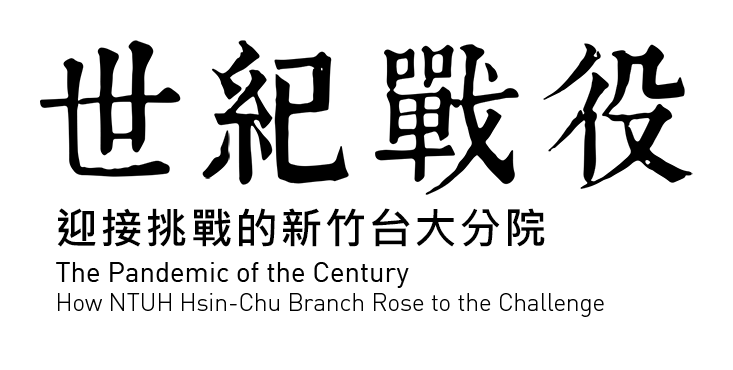 世紀戰役
迎接挑戰的新竹台大分院
The Pandemic of the Century
How NTUH Hsin-Chu Branch Rose to the Challenge